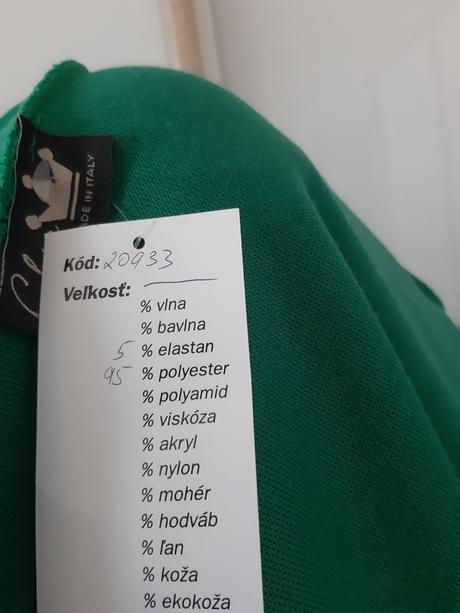 MADE IN ITALY
Kód: 20933
Veľkosť:
% vlna
% bavlna
5 % elastan
95 % polyester
% polyamid
% viskóza
% akryl
% nylon
% mohér
% hodváb
% ľan
% koža
% ekokoža